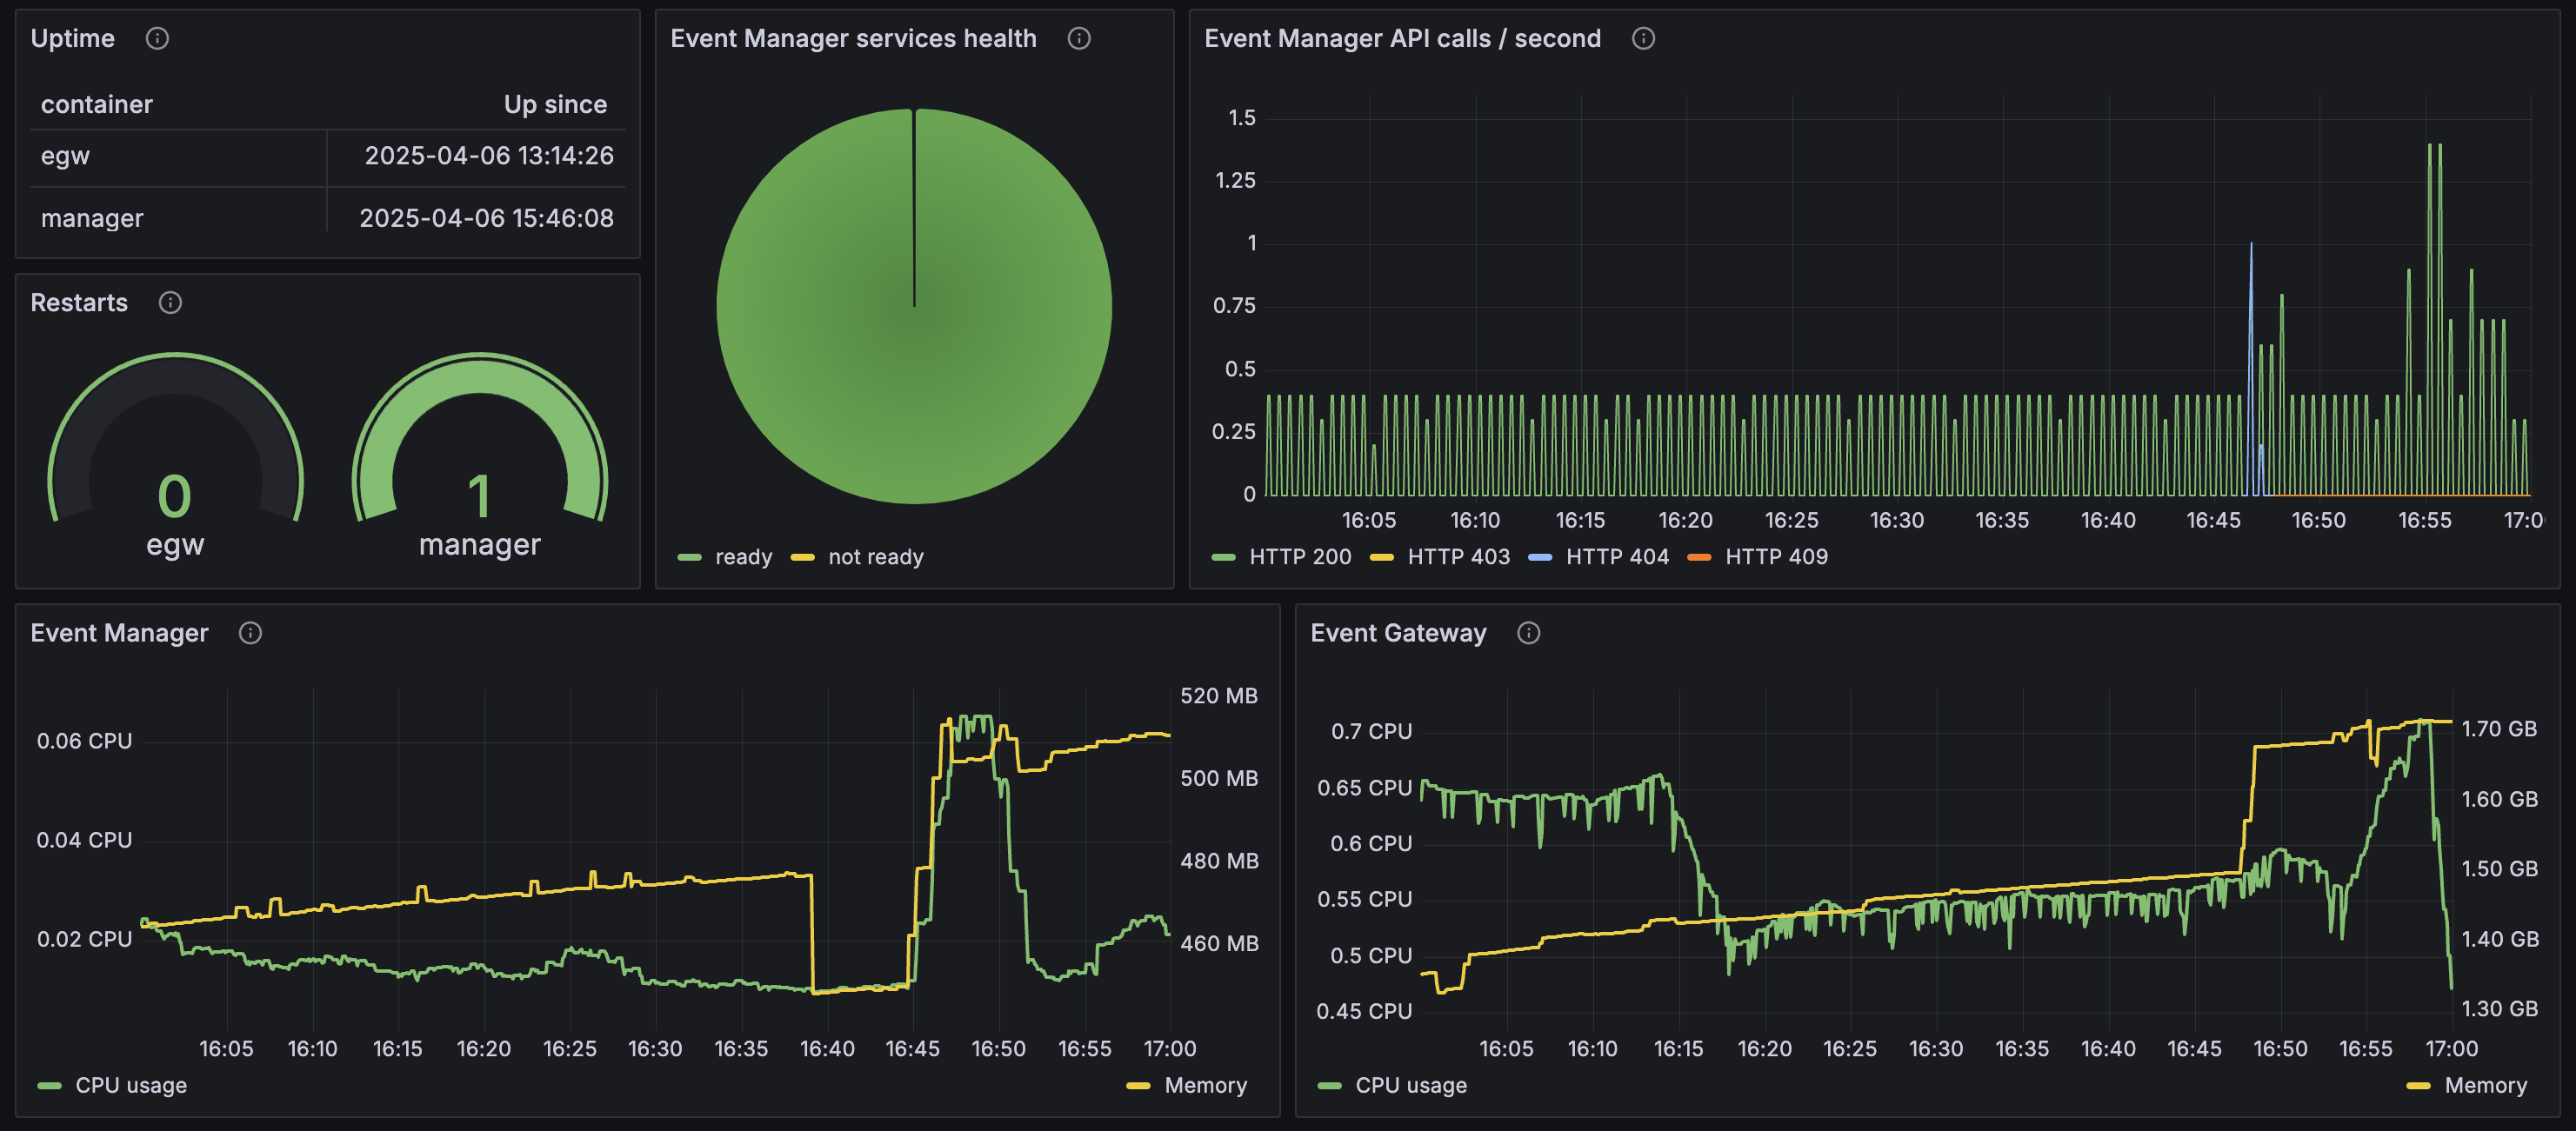 Uptime
container Up since
egw 2025-04-06 13:14:26
manager 2025-04-06 15:46:08
Restarts
0 1
egw manager
Event Manager services health
ready not ready
Event Manager API calls / second
1.5
1.25
1
0.75
0.5
0.25
0
16:05 16:10 16:15 16:20 16:25 16:30 16:35 16:40 16:45 16:50 16:55 17:0
HTTP 200 HTTP 403 HTTP 404 HTTP 409
Event Manager
520 MB
0.06 CPU
500 MB
0.04 CPU
480 MB
0.02 CPU
460 MB
16:05 16:10 16:15 16:20 16:25 16:30 16:35 16:40 16:45 16:50 16:55 17:00
CPU usage Memory
Event Gateway
0.7 CPU 1.70 GB
0.65 CPU 1.60 GB
0.6 CPU
1.50 GB
0.55 CPU
1.40 GB
0.5 CPU
0.45 CPU 1.30 GB
16:05 16:10 16:15 16:20 16:25 16:30 16:35 16:40 16:45 16:50 16:55 17:00
CPU usage Memory